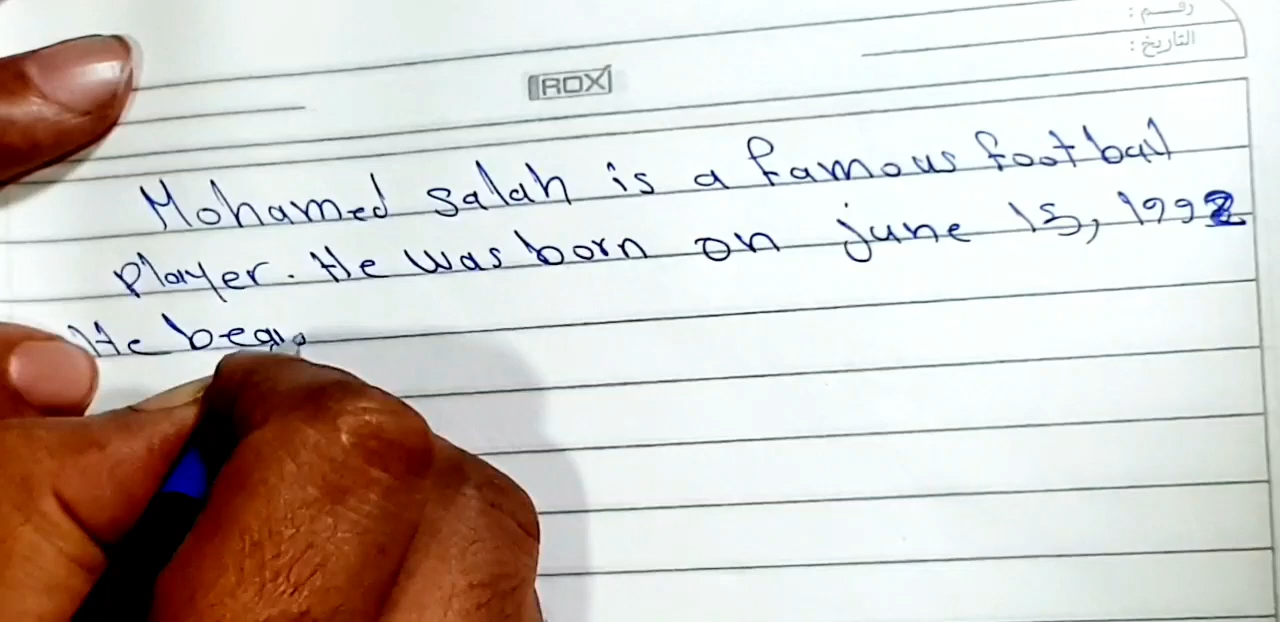 رقم :
التاريخ :
ROX
Mohamed salah is a famous football
player. He was born on june 15, 1992
He bega